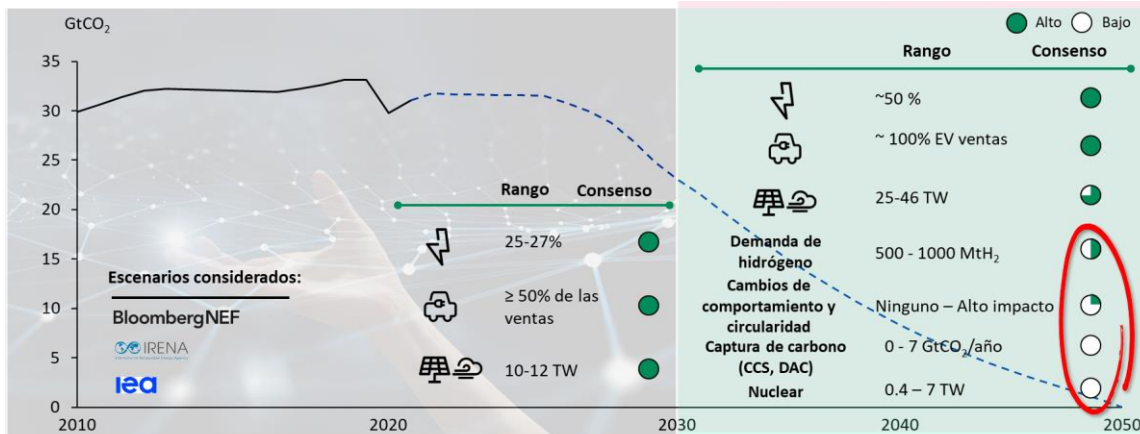 GtCO₂
Alto Bajo
Rango Consenso
~50 %
~ 100% EV ventas
25-46 TW
Demanda de
hidrógeno
500 - 1000 MtH₂
Cambios de
comportamiento y
circularidad
Ninguno – Alto impacto
Captura de carbono
(CCS, DAC)
0 - 7 GtCO₂/año
Nuclear
0.4 – 7 TW
Rango Consenso
25-27%
≥ 50% de las
ventas
10-12 TW
Escenarios considerados:
BloombergNEF
IRENA
iea
35
30
25
20
15
10
5
0
2010 2020 2030 2040 2050